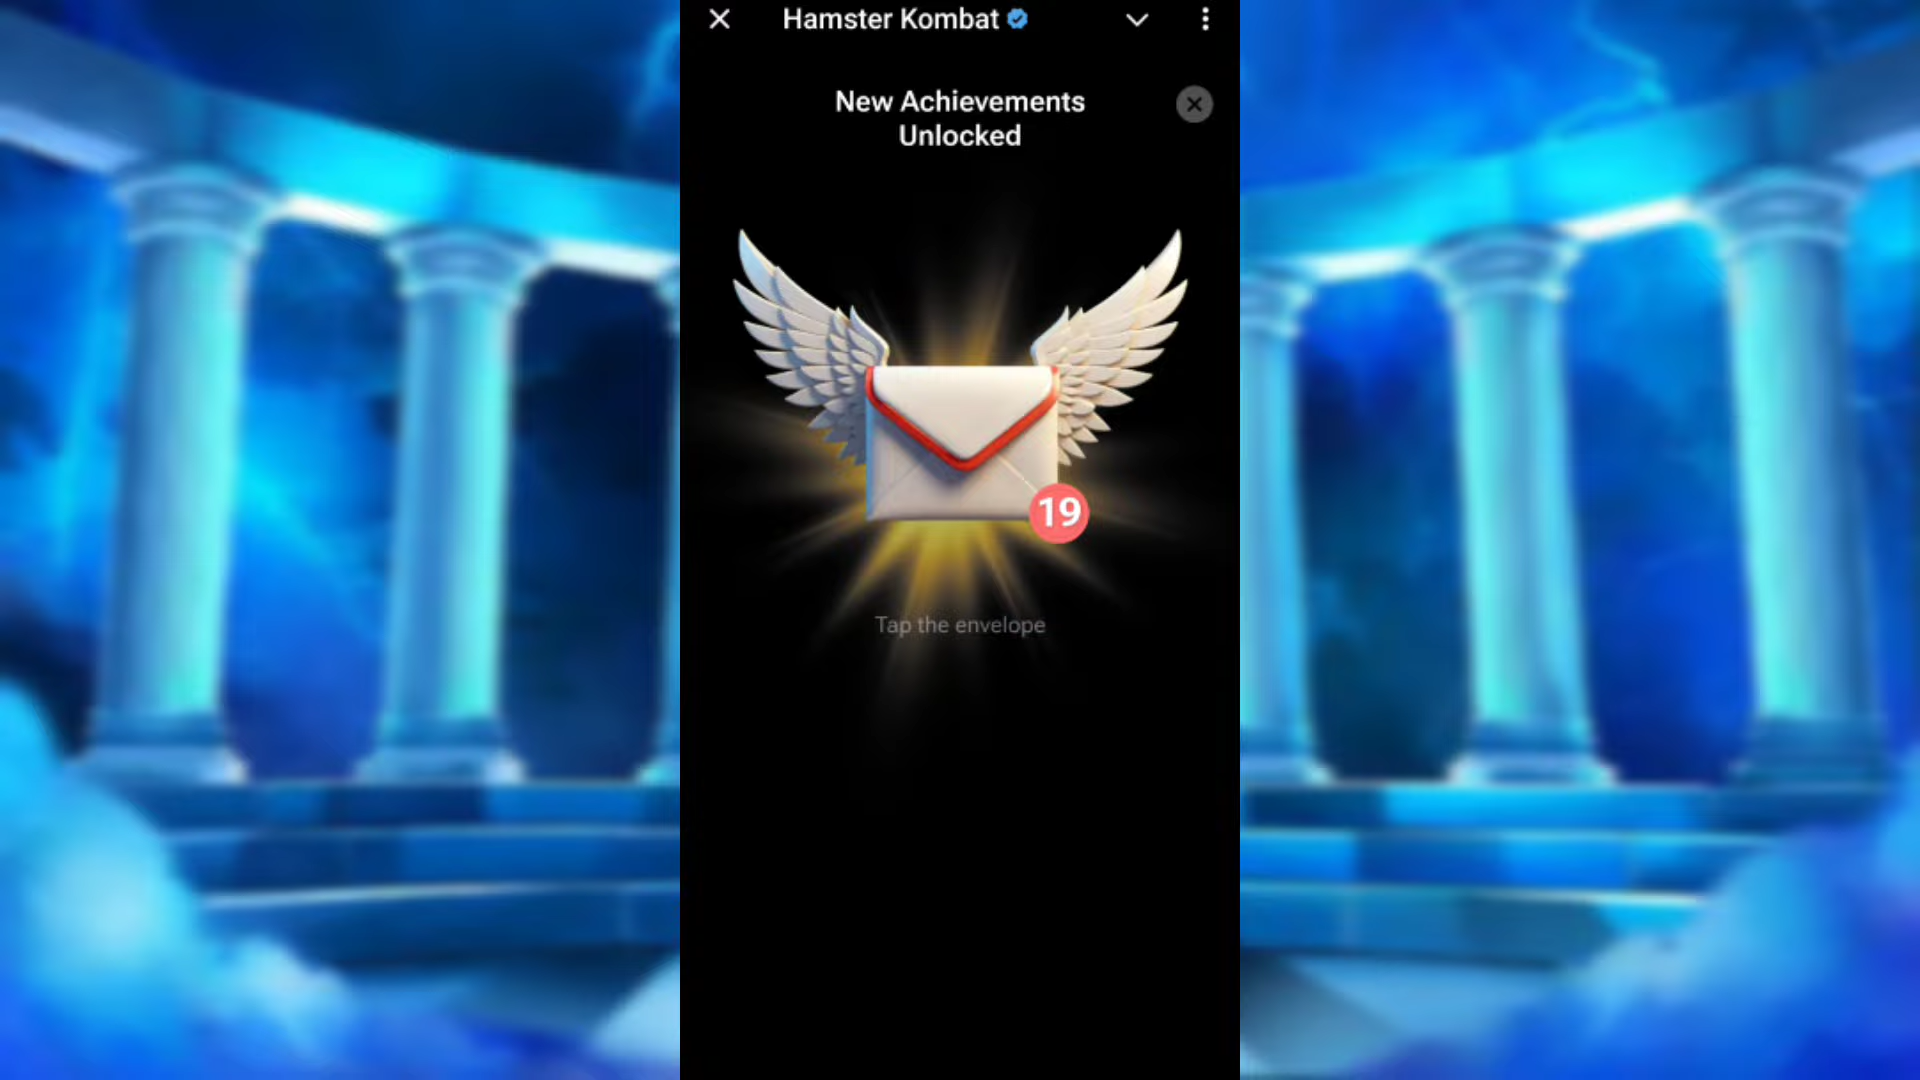 Hamster Kombat
New Achievements
Unlocked
19
Tap the envelope